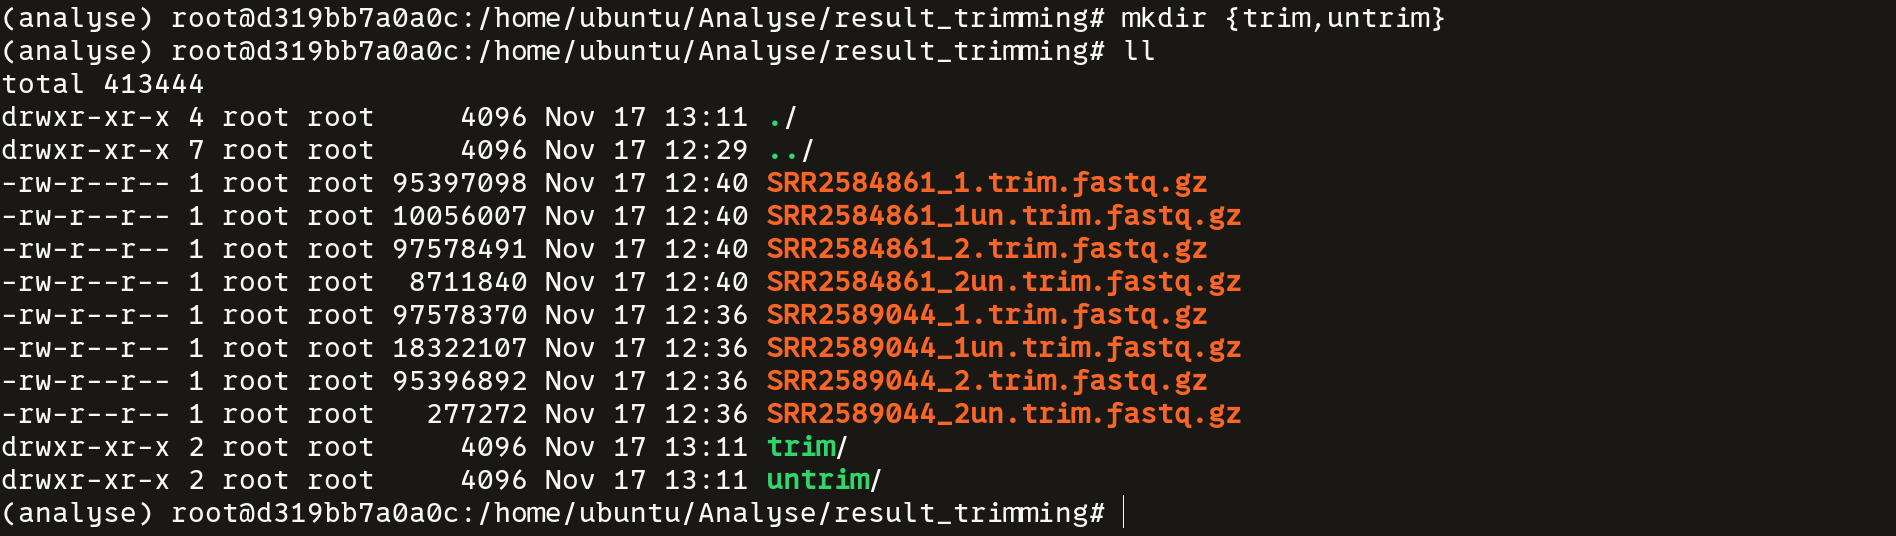 (analyse) root@d319bb7a0a0c:/home/ubuntu/Analyse/result_trimming# mkdir {trim,untrim}
(analyse) root@d319bb7a0a0c:/home/ubuntu/Analyse/result_trimming# ll
total 413444
drwxr-xr-x 4 root root     4096 Nov 17 13:11 ./
drwxr-xr-x 7 root root     4096 Nov 17 12:29 ../
-rw-r--r-- 1 root root 95397098 Nov 17 12:40 SRR2584861_1.trim.fastq.gz
-rw-r--r-- 1 root root 10056007 Nov 17 12:40 SRR2584861_1un.trim.fastq.gz
-rw-r--r-- 1 root root 97578491 Nov 17 12:40 SRR2584861_2.trim.fastq.gz
-rw-r--r-- 1 root root  8711840 Nov 17 12:40 SRR2584861_2un.trim.fastq.gz
-rw-r--r-- 1 root root 97578370 Nov 17 12:36 SRR2589044_1.trim.fastq.gz
-rw-r--r-- 1 root root 18322107 Nov 17 12:36 SRR2589044_1un.trim.fastq.gz
-rw-r--r-- 1 root root 95396892 Nov 17 12:36 SRR2589044_2.trim.fastq.gz
-rw-r--r-- 1 root root   277272 Nov 17 12:36 SRR2589044_2un.trim.fastq.gz
drwxr-xr-x 2 root root     4096 Nov 17 13:11 trim/
drwxr-xr-x 2 root root     4096 Nov 17 13:11 untrim/
(analyse) root@d319bb7a0a0c:/home/ubuntu/Analyse/result_trimming#